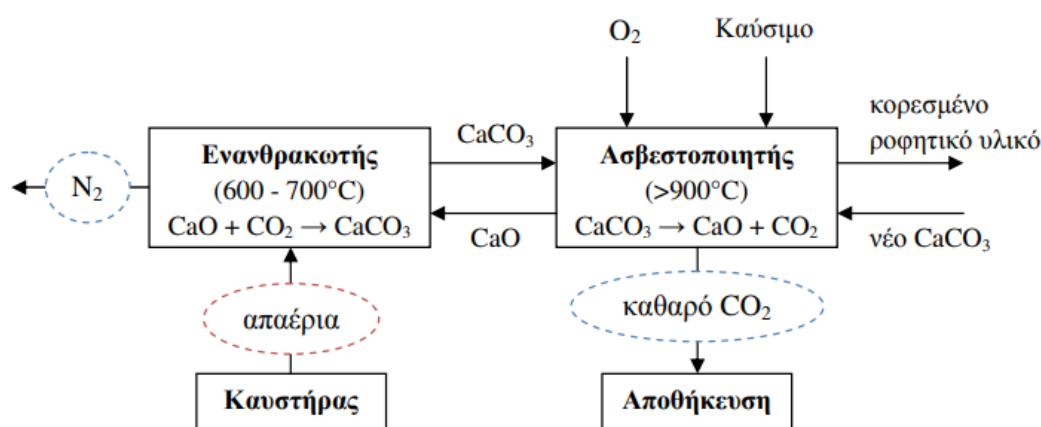 O₂
Καύσιμο
κορεσμένο
ροφητικό υλικό
N₂
Ενανθρακωτής
(600 - 700°C)
CaO + CO₂ → CaCO₃
CaCO₃
CaO
Ασβεστοποιητής
(>900°C)
CaCO₃ → CaO + CO₂
νέο CaCO₃
απαέρια
καθαρό CO₂
Καυστήρας
Αποθήκευση